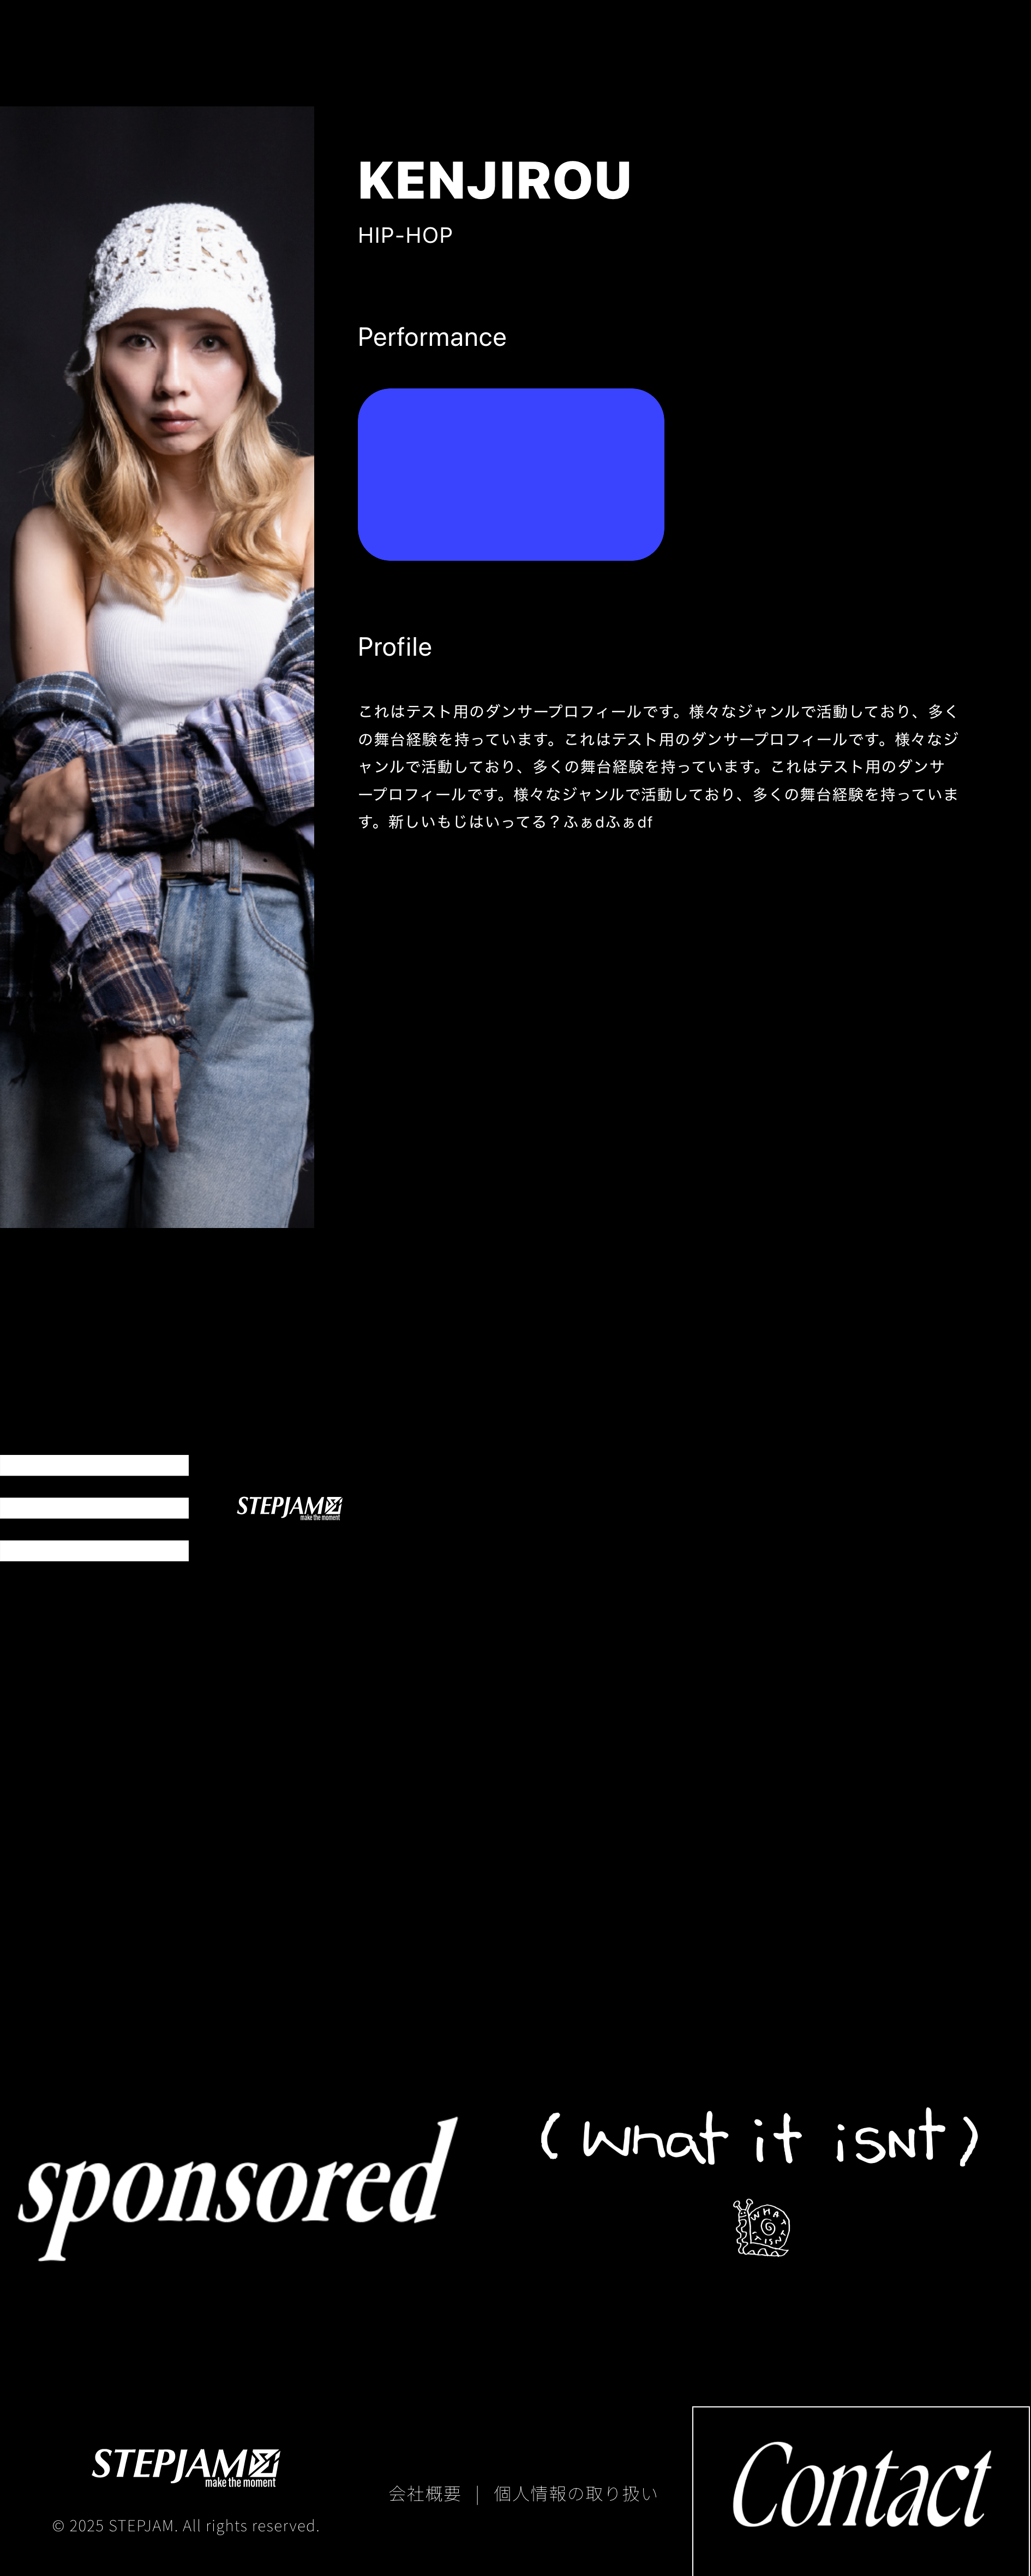 KENJIROU
HIP-HOP
Performance
Profile
これはテスト用のダンサープロフィールです。様々なジャンルで活動しており、多く
の舞台経験を持っています。これはテスト用のダンサープロフィールです。様々なジ
ャンルで活動しており、多くの舞台経験を持っています。これはテスト用のダンサ
ープロフィールです。様々なジャンルで活動しており、多くの舞台経験を持っていま
す。新しいもじはいってる？ふぁdふぁdf
STEPJAM
make the moment
sponsored
(What it isNt)
WHAT IT ISNT
STEPJAM
make the moment
© 2025 STEPJAM. All rights reserved.
会社概要 | 個人情報の取り扱い
Contact